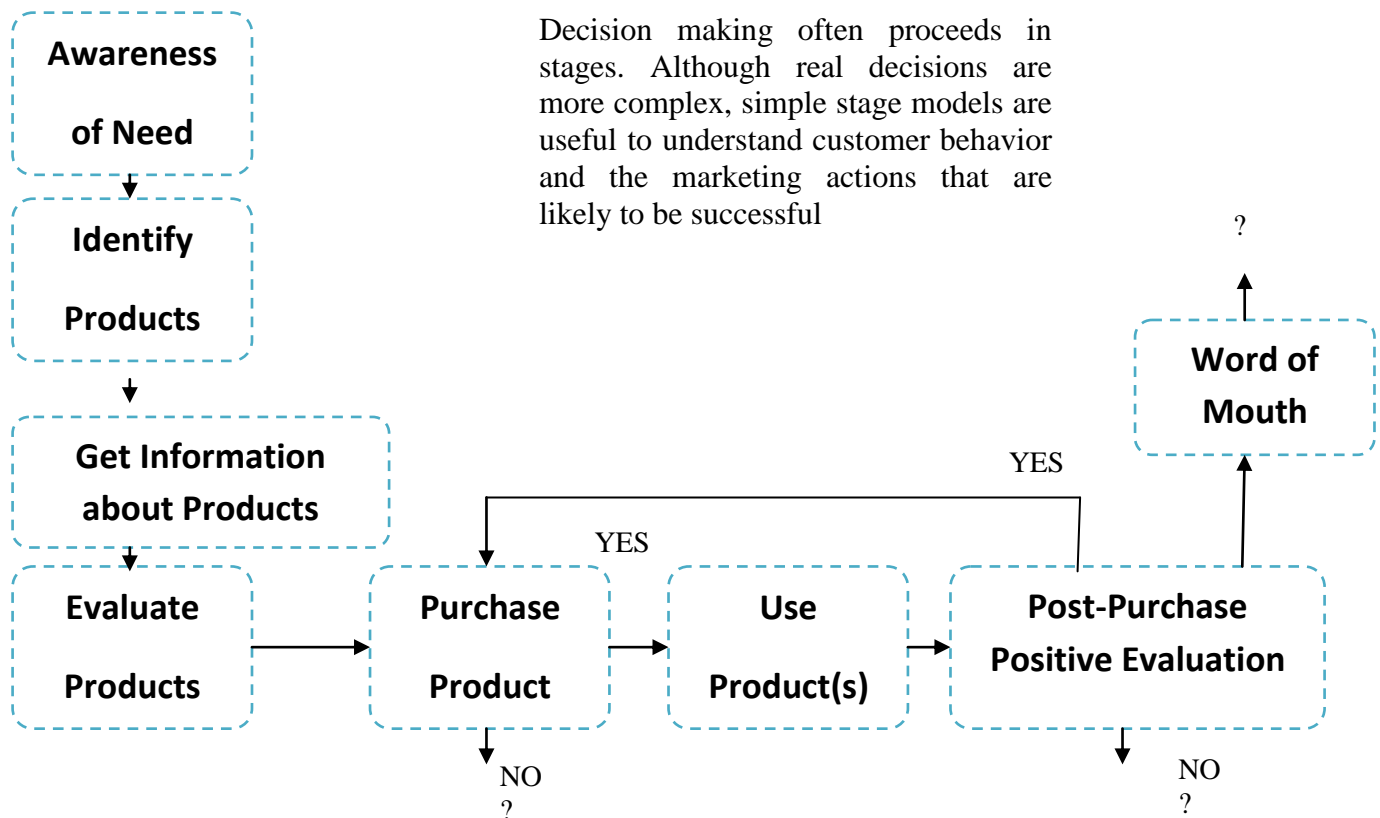 Awareness
of Need
Decision making often proceeds in
stages. Although real decisions are
more complex, simple stage models are
useful to understand customer behavior
and the marketing actions that are
likely to be successful
Identify
Products
?
Word of
Mouth
Get Information
about Products
YES
YES
Evaluate
Products
Purchase
Product
Use
Product(s)
Post-Purchase
Positive Evaluation
NO
?
NO
?